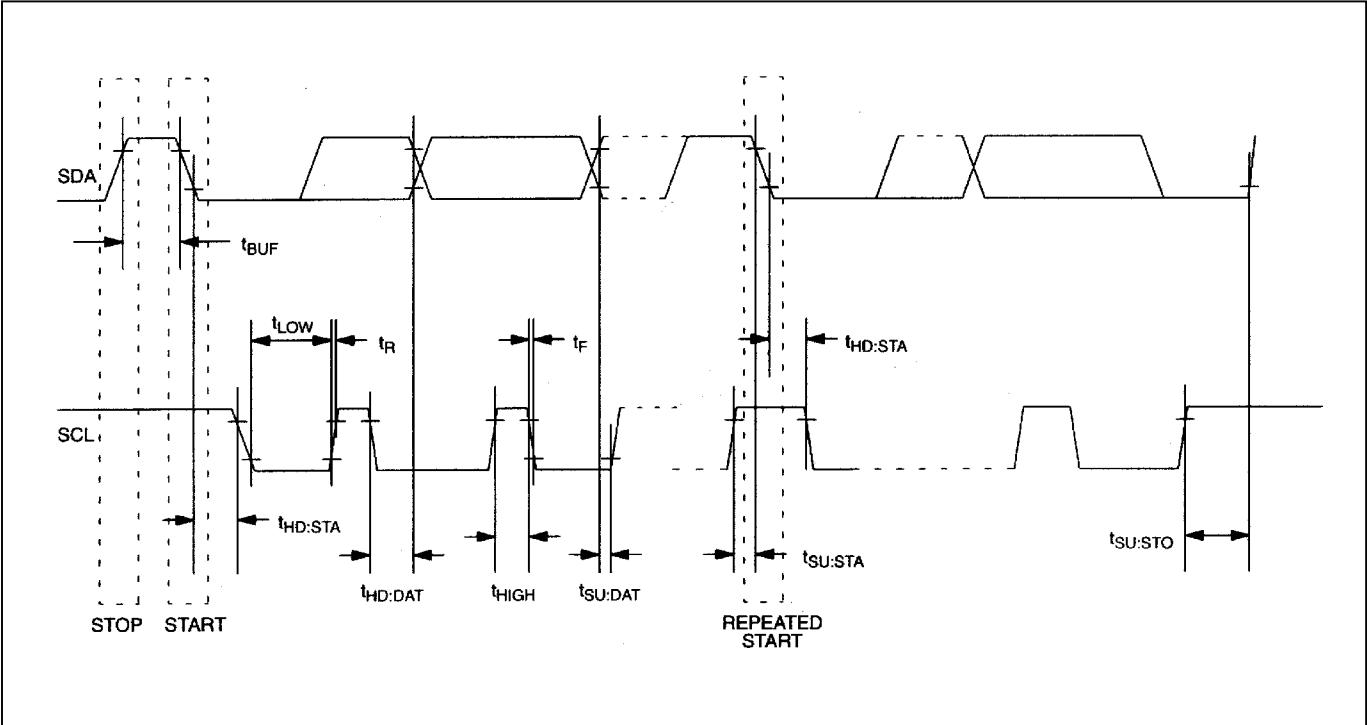 SDA
tBUF
tLOW
tR
tF
tHD:STA
SCL
tHD:STA
tSU:STA
tSU:STO
tHD:DAT
tHIGH
tSU:DAT
STOP
START
REPEATED
START